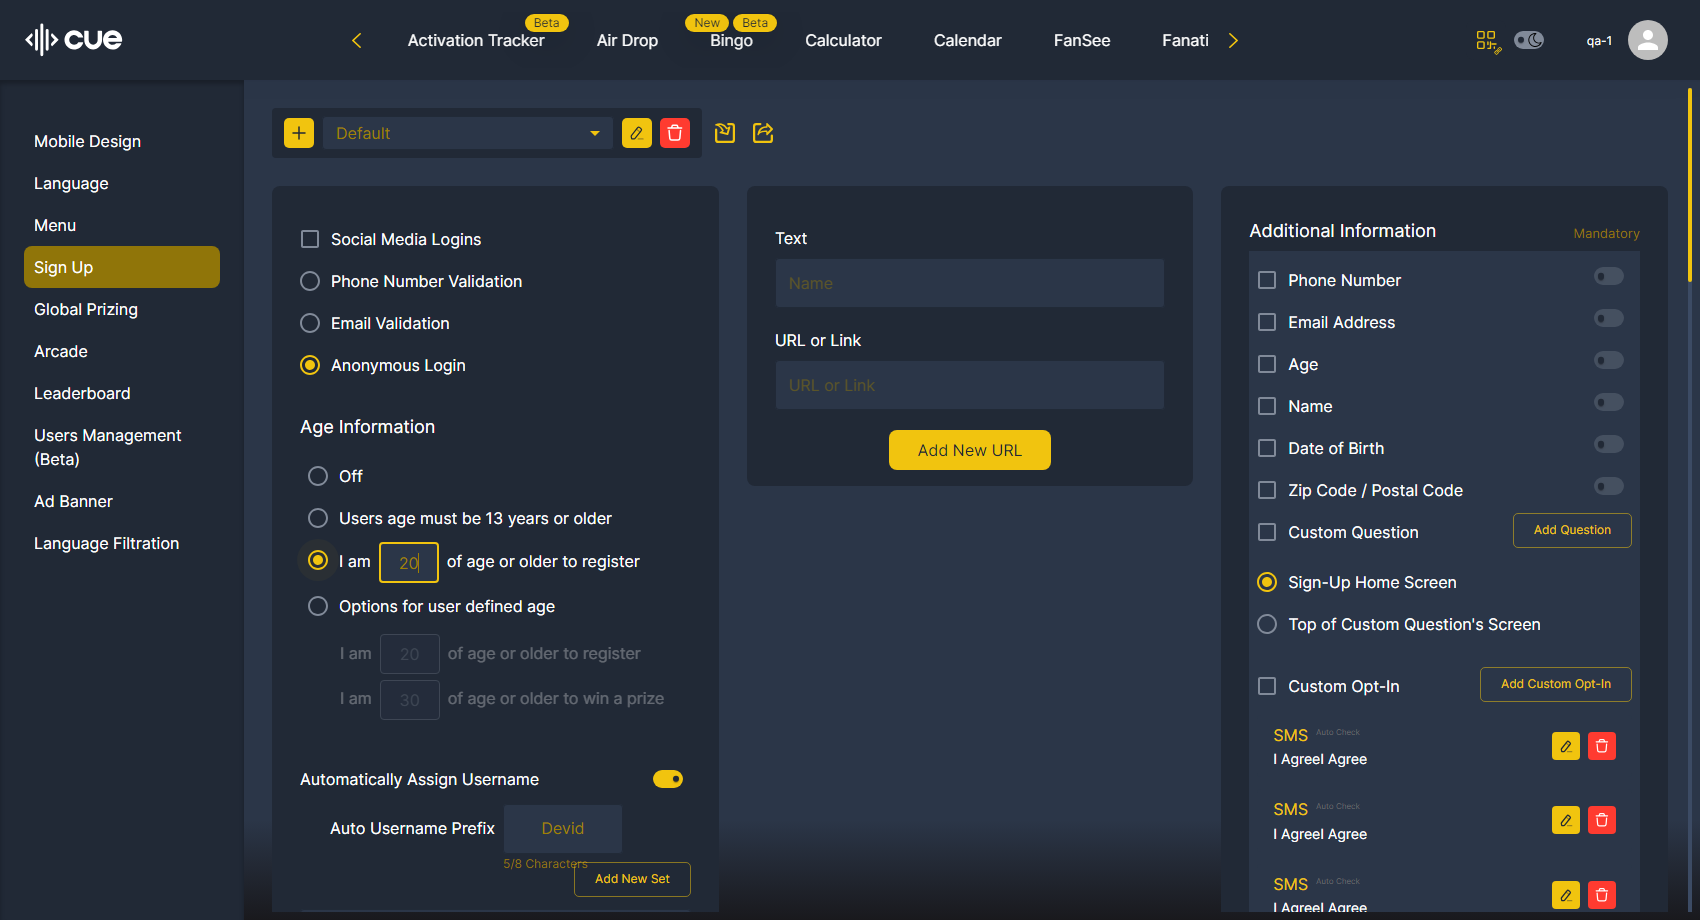 cue
Activation Tracker
Beta
Air Drop
Bingo
New
Beta
Calculator
Calendar
FanSee
Fanati
qa-1
Mobile Design
Language
Menu
Sign Up
Global Prizing
Arcade
Leaderboard
Users Management
(Beta)
Ad Banner
Language Filtration
Default
Social Media Logins
Phone Number Validation
Email Validation
Anonymous Login
Age Information
Off
Users age must be 13 years or older
I am 20 of age or older to register
Options for user defined age
I am 20 of age or older to register
I am 30 of age or older to win a prize
Automatically Assign Username
Auto Username Prefix Devid
5/8 Characters
Add New Set
Text
Name
URL or Link
URL or Link
Add New URL
Additional Information Mandatory
Phone Number
Email Address
Age
Name
Date of Birth
Zip Code / Postal Code
Custom Question Add Question
Sign-Up Home Screen
Top of Custom Question's Screen
Custom Opt-In Add Custom Opt-In
SMS Auto Check
I AgreeI Agree
SMS Auto Check
I AgreeI Agree
SMS Auto Check
I AgreeI Agree